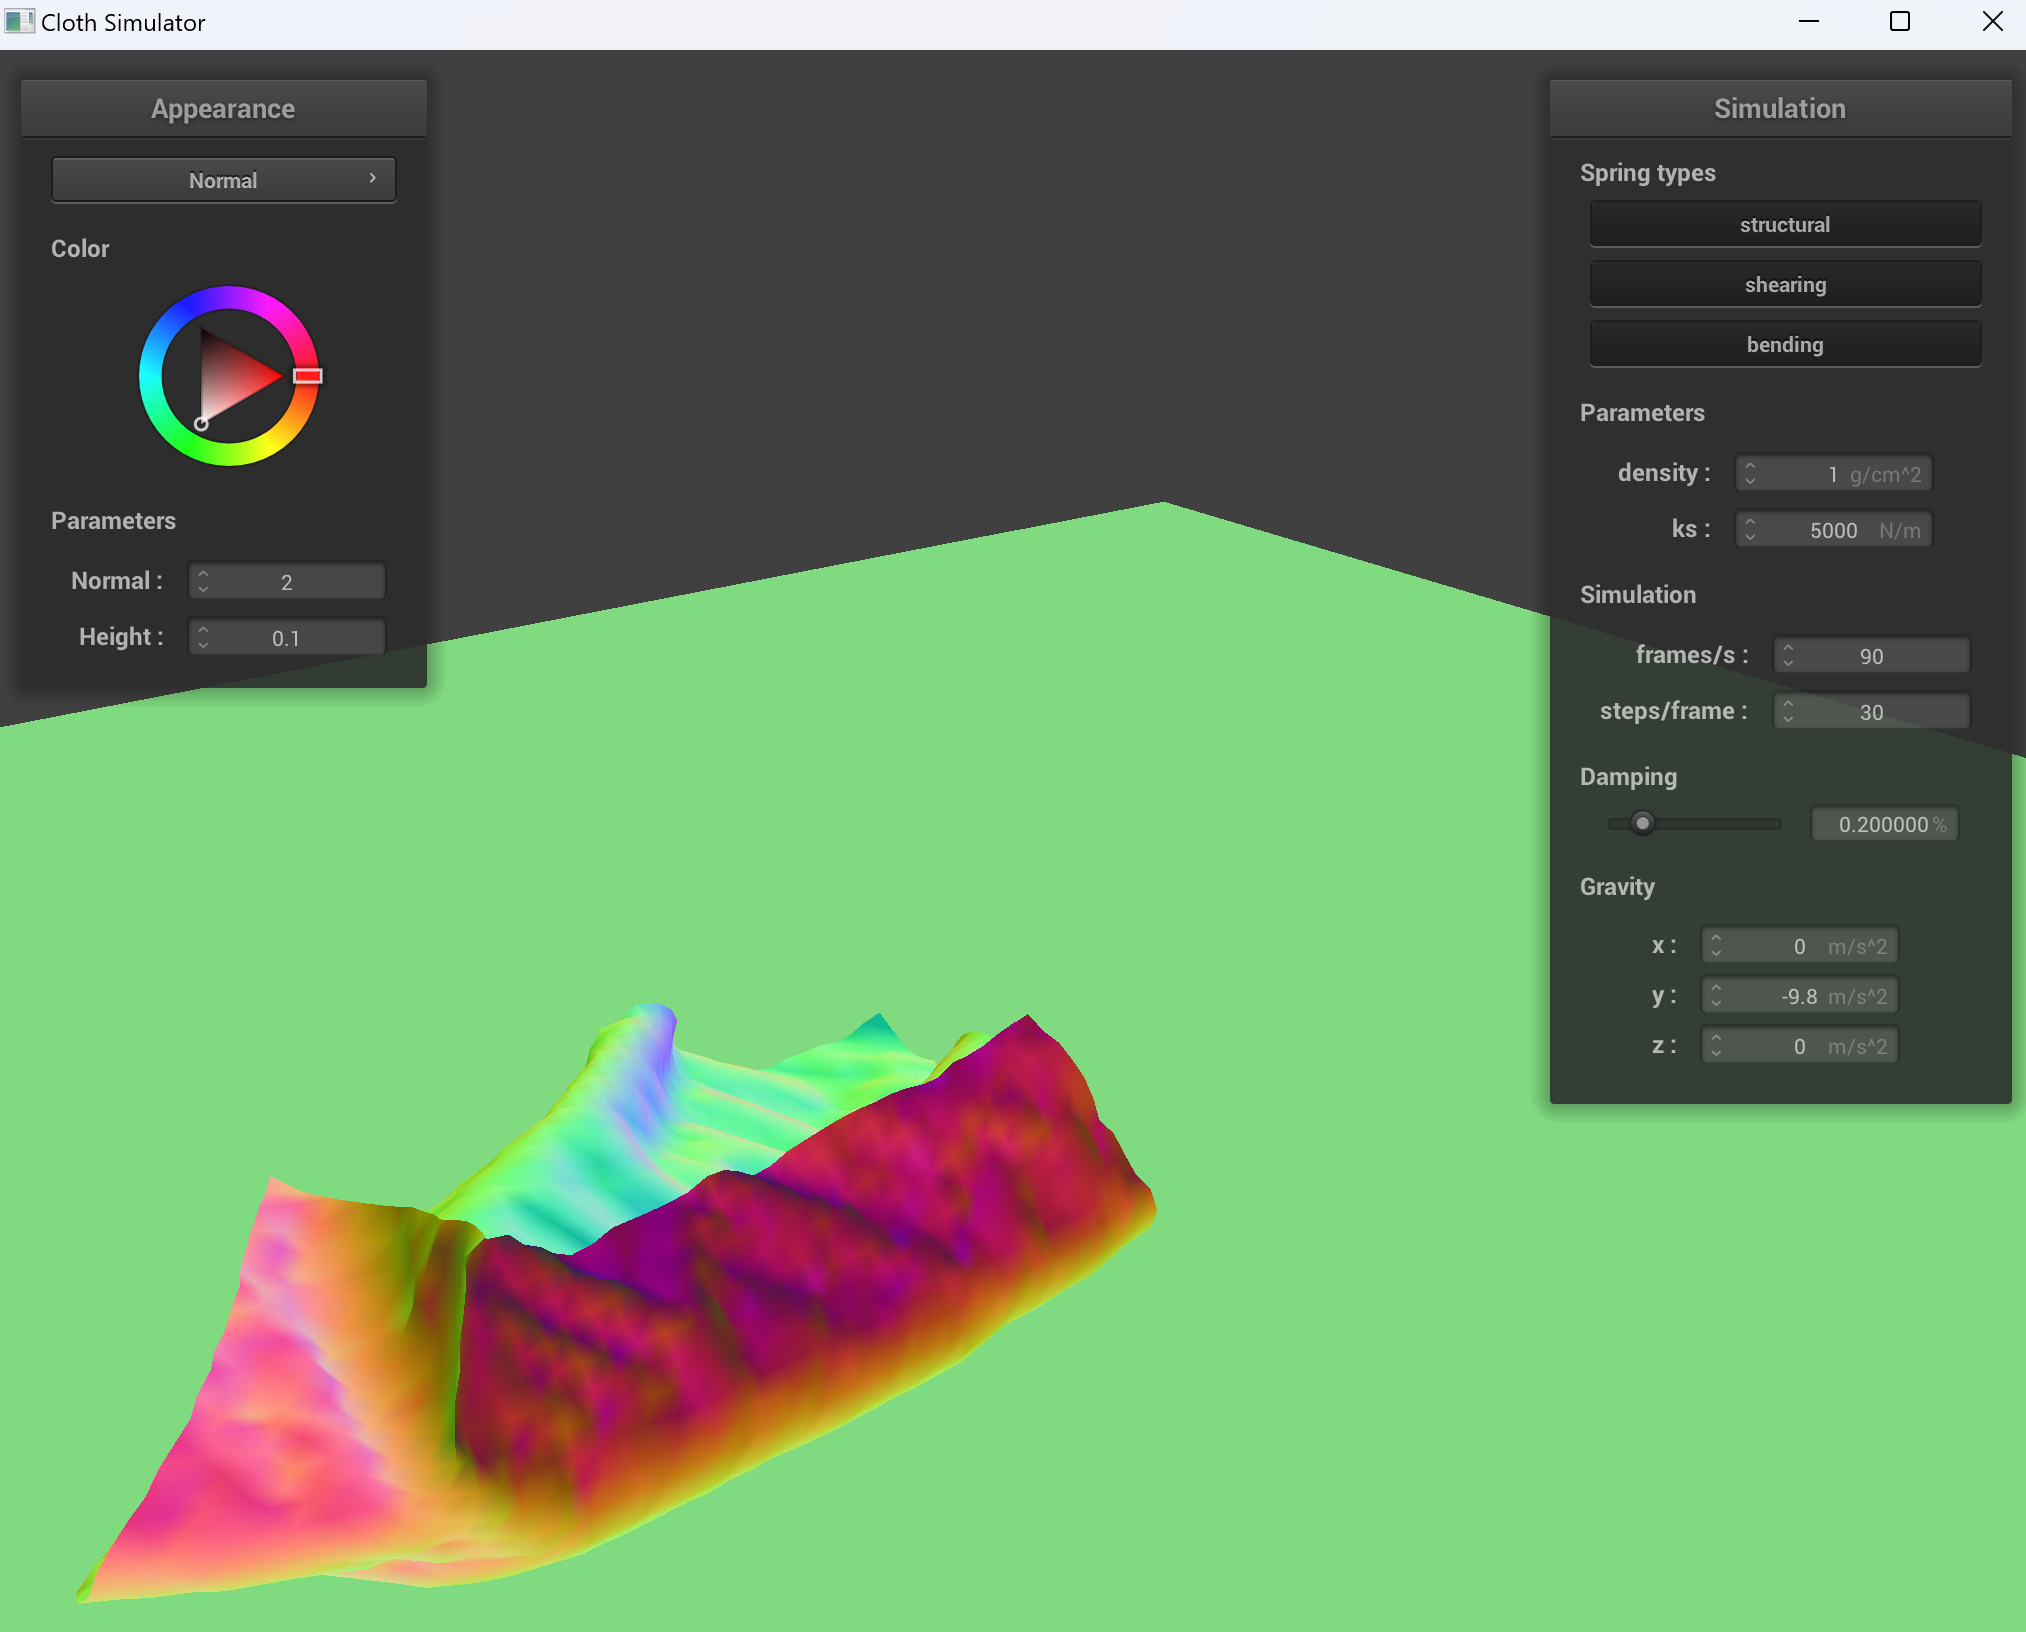 Cloth Simulator
Appearance
Normal
Color
Parameters
Normal : 2
Height : 0.1
Simulation
Spring types
structural
shearing
bending
Parameters
density : 1 g/cm^2
ks : 5000 N/m
Simulation
frames/s : 90
steps/frame : 30
Damping
0.200000 %
Gravity
x : 0 m/s^2
y : -9.8 m/s^2
z : 0 m/s^2